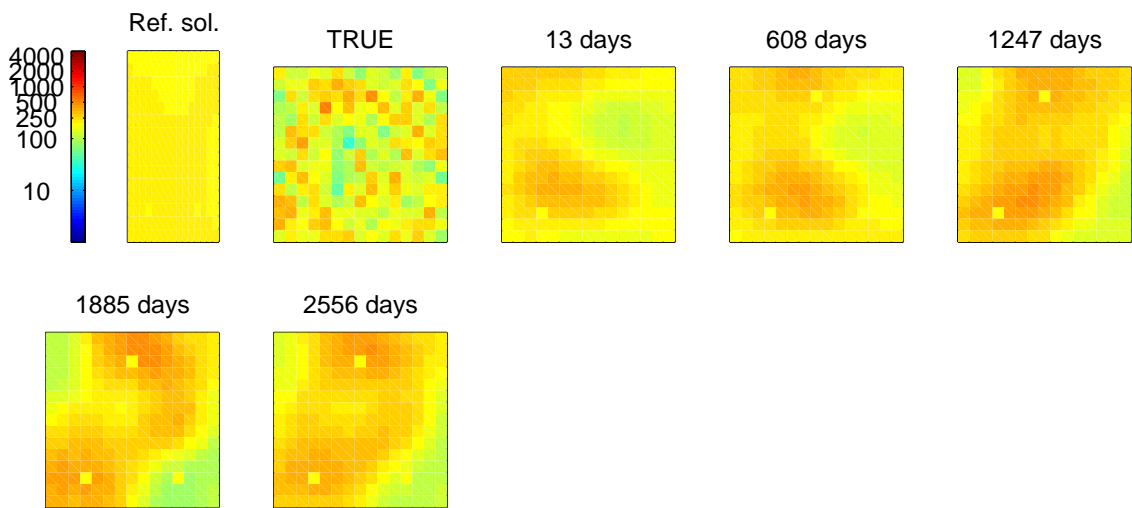 Ref. sol.
TRUE
13 days
608 days
1247 days
4000
2000
1000
500
250
100
10
1885 days
2556 days